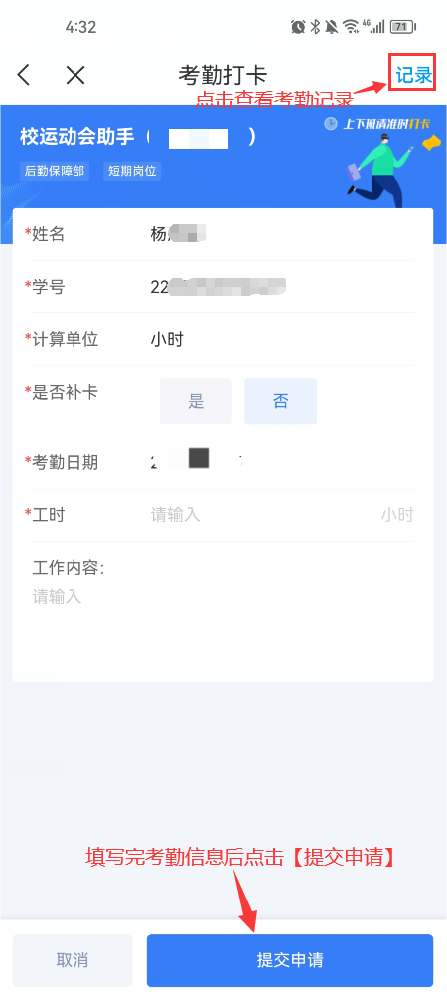 4:32
4G
71
考勤打卡
记录
点击查看考勤记录
校运动会助手（ ）
上下班请准时打卡
后勤保障部 短期岗位
*姓名 杨
*学号 22
*计算单位 小时
*是否补卡 是 否
*考勤日期 2
*工时 请输入 小时
工作内容:
请输入
填写完考勤信息后点击【提交申请】
取消 提交申请